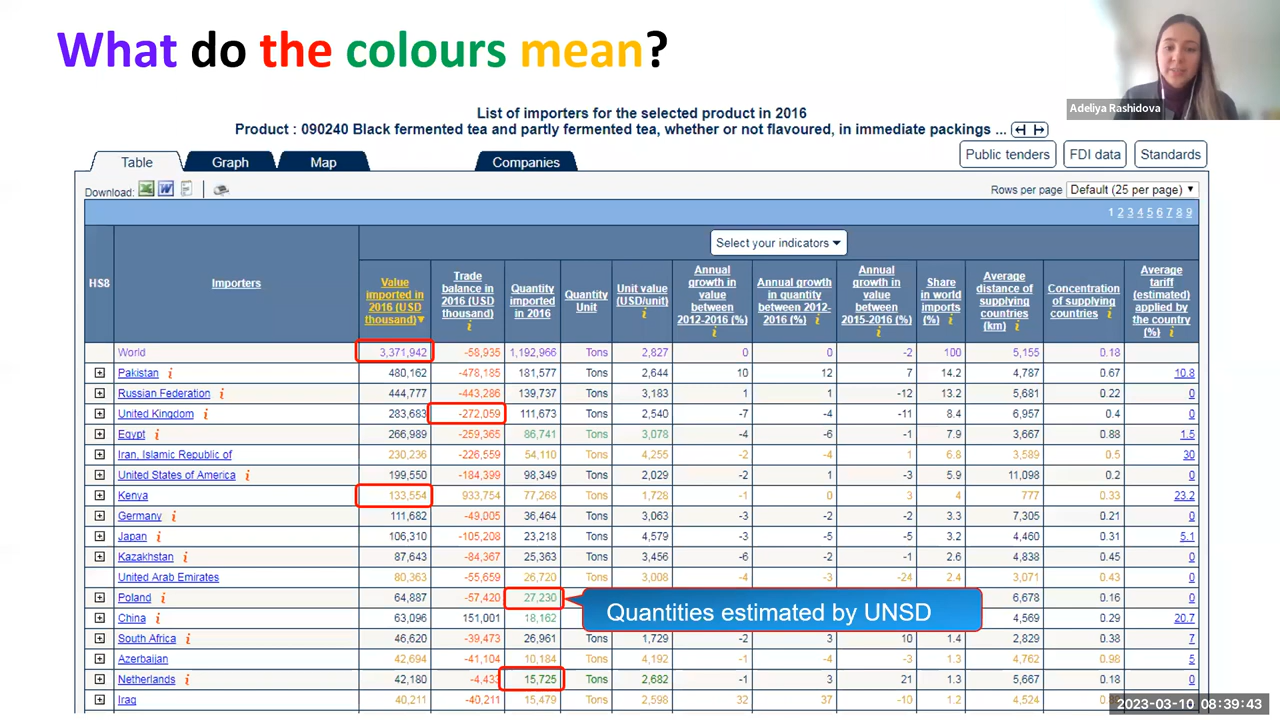 What do the colours mean?
Adeliya Rashidova
List of importers for the selected product in 2016
Product : 090240 Black fermented tea and partly fermented tea, whether or not flavoured, in immediate packings ...
Table Graph Map Companies Public tenders FDI data Standards
Download: Rows per page Default (25 per page)
1 2 3 4 5 6 7 8 9
Select your indicators
HS8 Importers Value imported in 2016 (USD thousand) Trade balance in 2016 (USD thousand) Quantity imported in 2016 Quantity Unit Unit value (USD/unit) Annual growth in value between 2012-2016 (%) Annual growth in quantity between 2012-2016 (%) Annual growth in value between 2015-2016 (%) Share in world imports (%) Average distance of supplying countries (km) Concentration of supplying countries Average tariff (estimated) applied by the country (%)
World 3,371,942 -58,935 1,192,966 Tons 2,827 0 0 -2 100 5,155 0.18
Pakistan i 480,162 -478,185 181,577 Tons 2,644 10 12 7 14.2 4,787 0.67 10.8
Russian Federation i 444,777 -443,286 139,737 Tons 3,183 1 1 -12 13.2 5,681 0.22 0
United Kingdom i 283,683 -272,059 111,673 Tons 2,540 -7 -4 -11 8.4 6,957 0.4 0
Egypt i 266,989 -259,365 86,741 Tons 3,078 -4 -6 -1 7.9 3,667 0.88 1.5
Iran, Islamic Republic of 230,236 -226,559 54,110 Tons 4,255 -2 -4 1 6.8 3,589 0.5 30
United States of America i 199,550 -184,399 98,349 Tons 2,029 -2 1 -3 5.9 11,098 0.2 0
Kenya 133,554 933,754 77,268 Tons 1,728 -1 0 3 4 777 0.33 23.2
Germany i 111,682 -49,005 36,464 Tons 3,063 -3 -2 -2 3.3 7,305 0.21 0
Japan i 106,310 -105,208 23,218 Tons 4,579 -3 -5 -5 3.2 4,460 0.31 5.1
Kazakhstan i 87,643 -84,367 25,363 Tons 3,456 -6 -2 -1 2.6 4,838 0.45 0
United Arab Emirates 80,363 -55,659 26,720 Tons 3,008 -4 -3 -24 2.4 3,071 0.43 0
Poland i 64,887 -57,420 27,230 6,678 0.16 0
Quantities estimated by UNSD
China i 63,096 151,001 18,162 4,569 0.29 20.7
South Africa i 46,620 -39,473 26,961 Tons 1,729 -2 3 10 1.4 2,829 0.38 7
Azerbaijan 42,694 -41,104 10,184 Tons 4,192 -1 -4 -3 1.3 4,762 0.98 5
Netherlands i 42,180 -4,433 15,725 Tons 2,682 -1 3 21 1.3 5,667 0.18 0
Iraq 40,211 -40,211 15,479 Tons 2,598 32 37 -10 1.2 4,524
2023-03-10 08:39:43